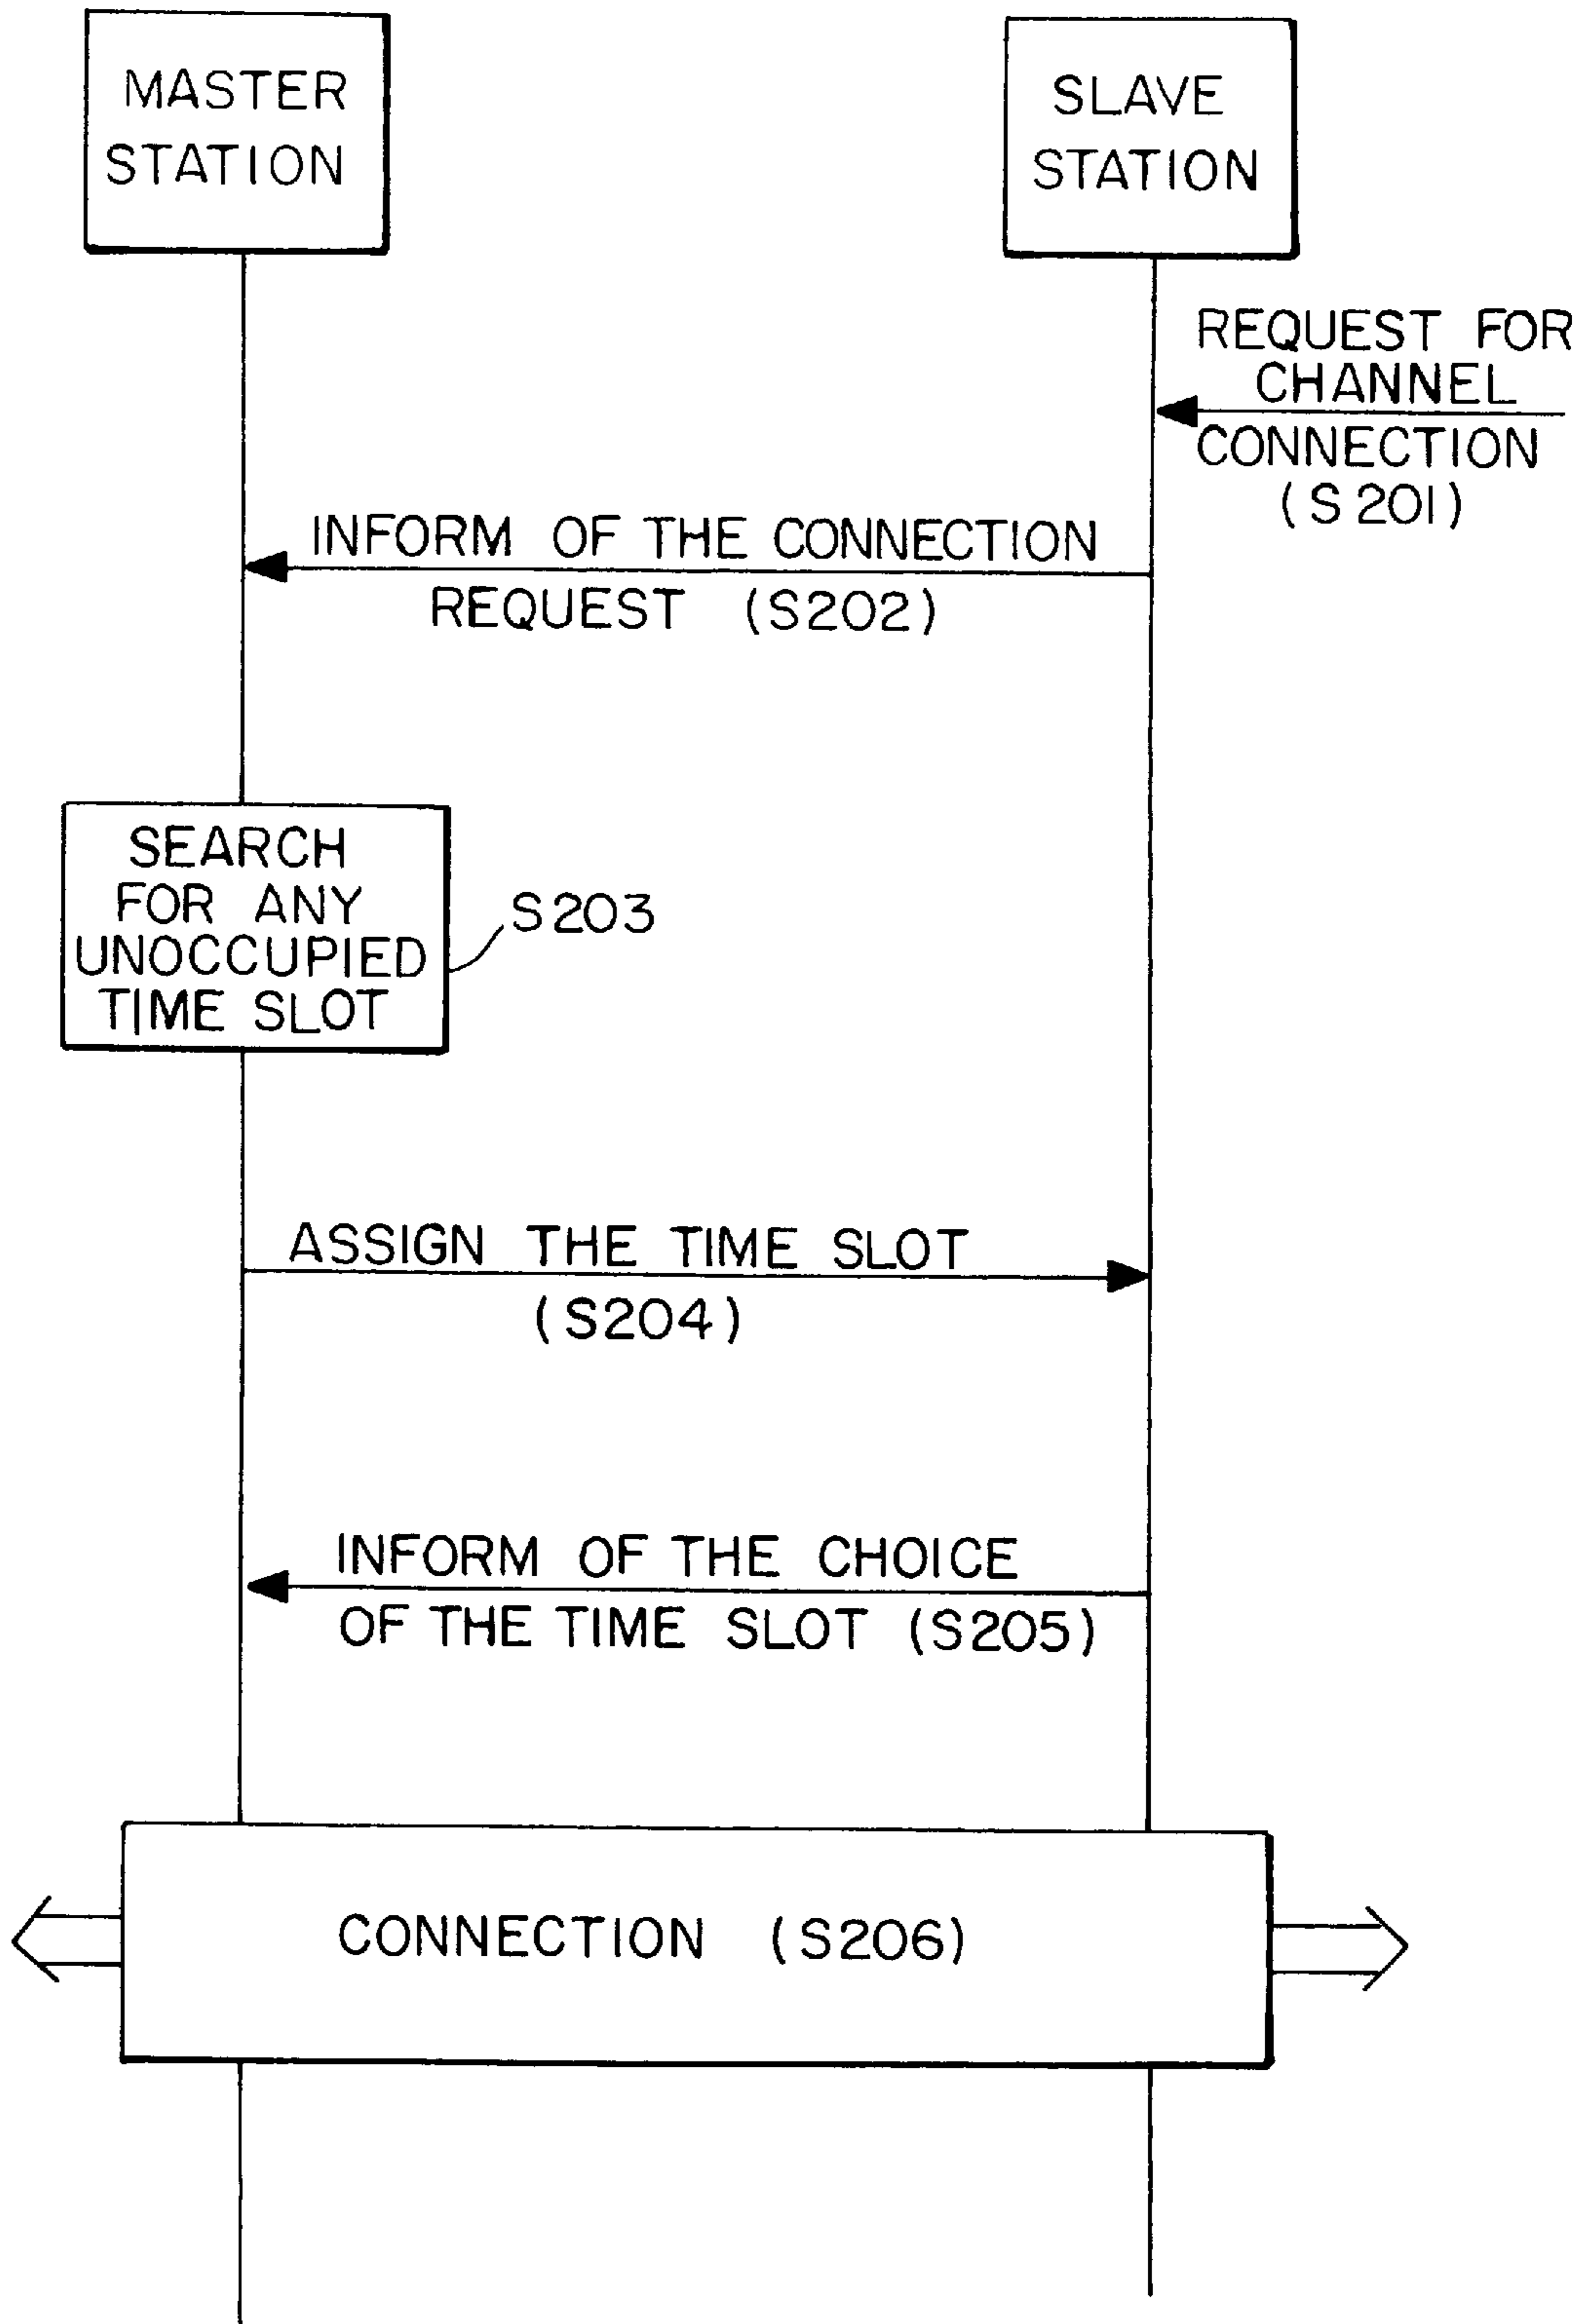 MASTER
STATION
SLAVE
STATION
REQUEST FOR
CHANNEL
CONNECTION
(S201)
INFORM OF THE CONNECTION
REQUEST (S202)
SEARCH
FOR ANY
UNOCCUPIED
TIME SLOT
S203
ASSIGN THE TIME SLOT
(S204)
INFORM OF THE CHOICE
OF THE TIME SLOT (S205)
CONNECTION (S206)